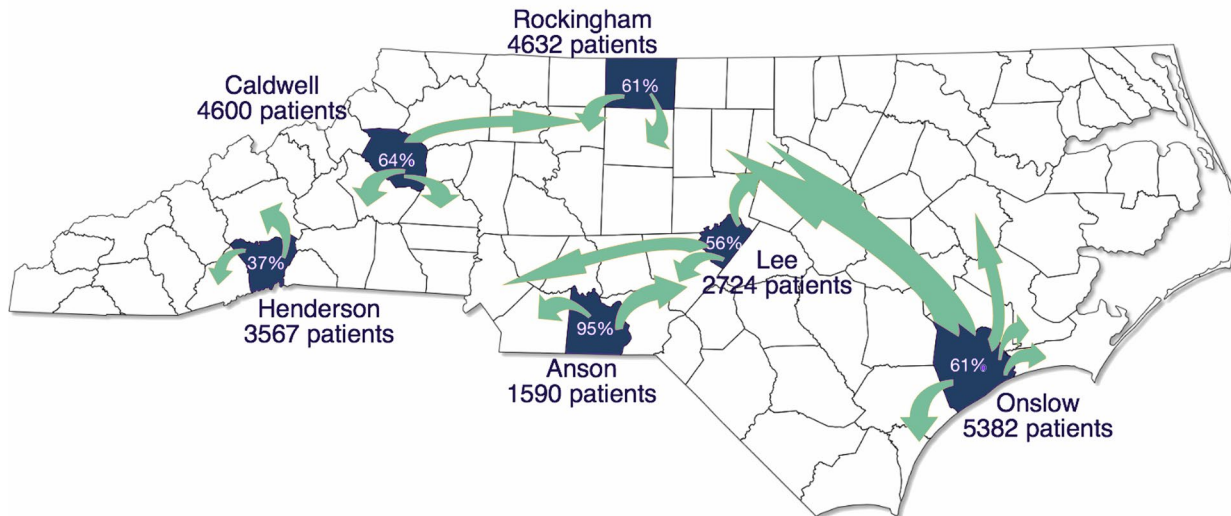 Rockingham
4632 patients
61%
Caldwell
4600 patients
64%
37%
Henderson
3567 patients
56%
Lee
2724 patients
95%
Anson
1590 patients
61%
Onslow
5382 patients